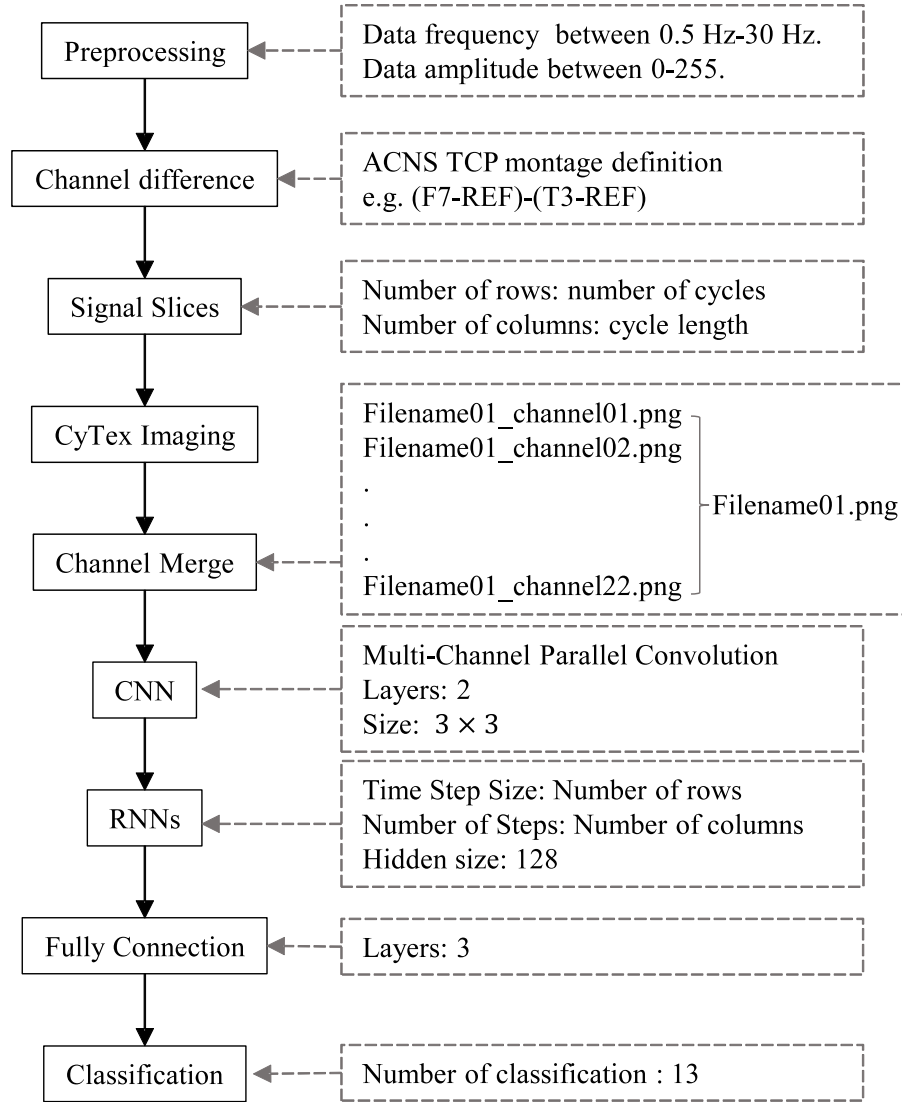 Preprocessing
Data frequency between 0.5 Hz-30 Hz.
Data amplitude between 0-255.
Channel difference
ACNS TCP montage definition
e.g. (F7-REF)-(T3-REF)
Signal Slices
Number of rows: number of cycles
Number of columns: cycle length
CyTex Imaging
Filename01_channel01.png
Filename01_channel02.png
.
.
.
Filename01_channel22.png
Filename01.png
Channel Merge
CNN
Multi-Channel Parallel Convolution
Layers: 2
Size: 3 × 3
RNNs
Time Step Size: Number of rows
Number of Steps: Number of columns
Hidden size: 128
Fully Connection
Layers: 3
Classification
Number of classification : 13